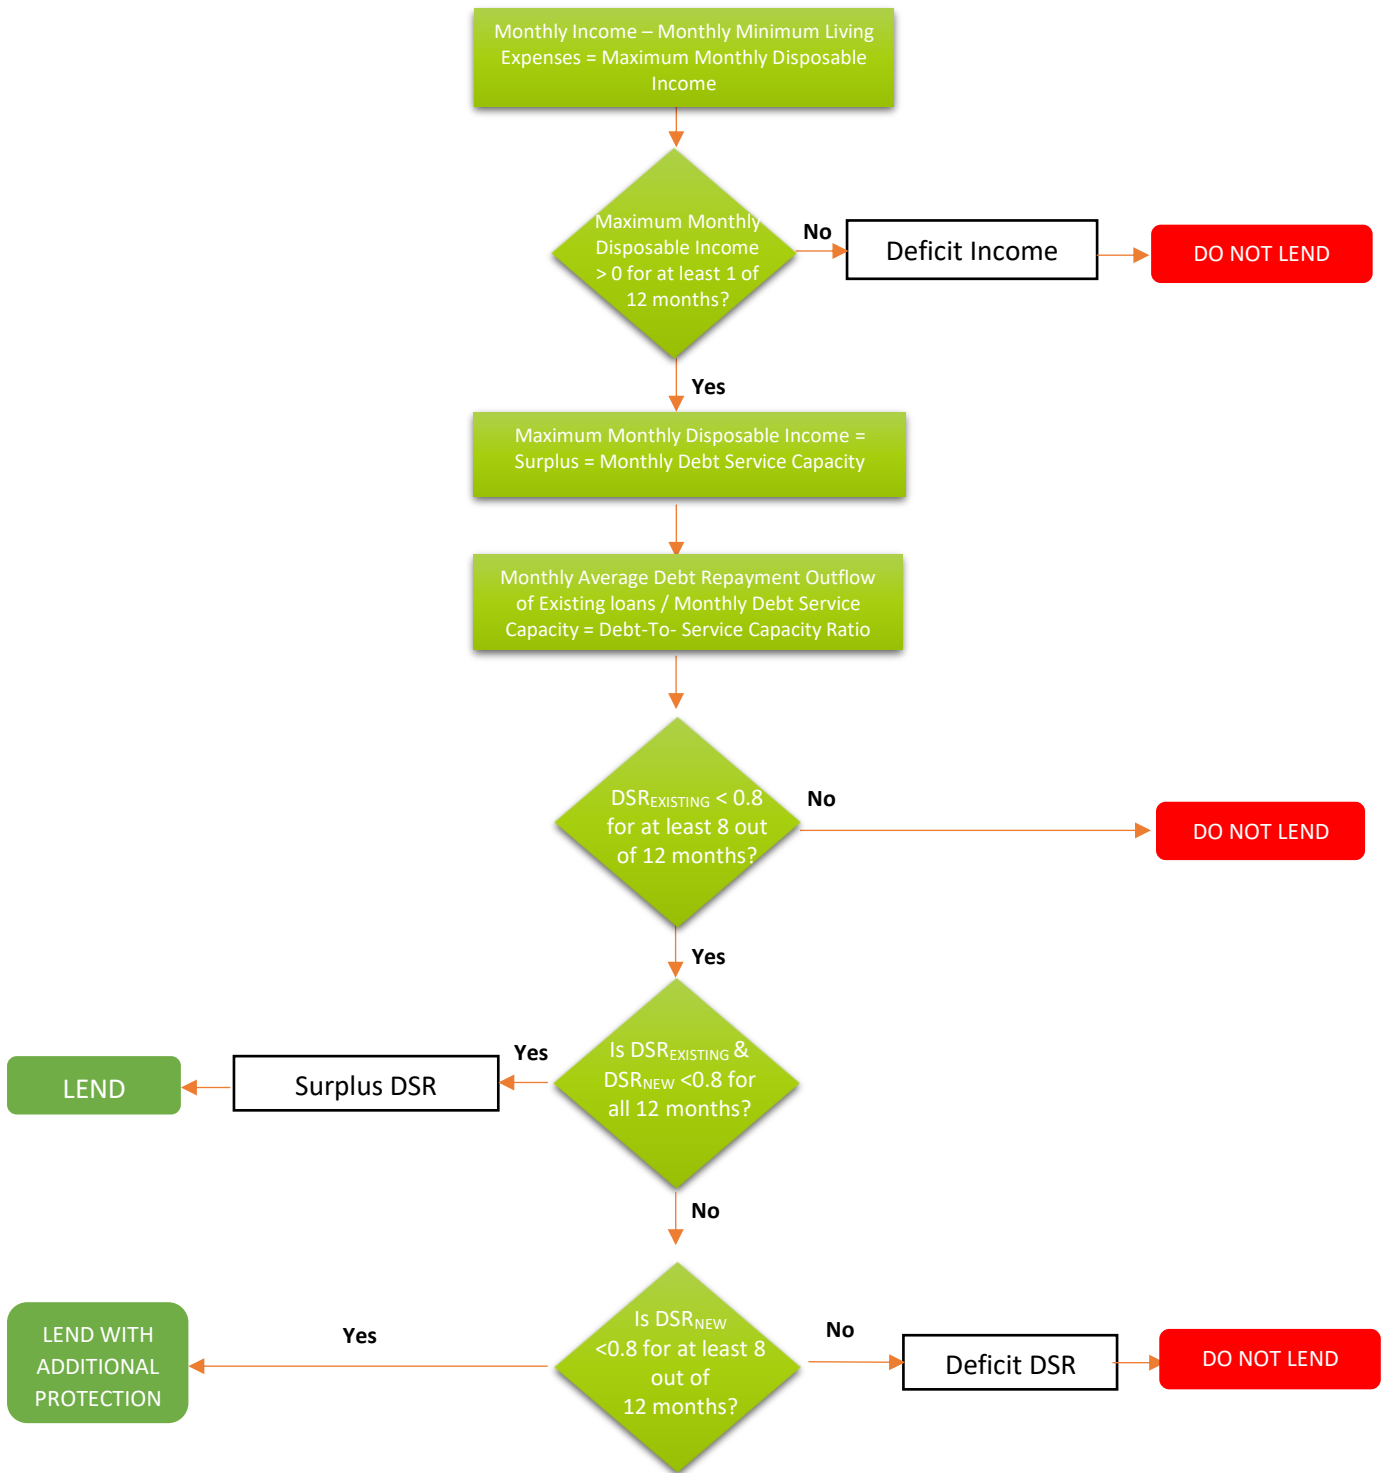 Monthly Income – Monthly Minimum Living
Expenses = Maximum Monthly Disposable
Income
Maximum Monthly
Disposable Income
> 0 for at least 1 of
12 months?
No
Deficit Income
DO NOT LEND
Yes
Maximum Monthly Disposable Income =
Surplus = Monthly Debt Service Capacity
Monthly Average Debt Repayment Outflow
of Existing loans / Monthly Debt Service
Capacity = Debt-To- Service Capacity Ratio
DSREXISTING < 0.8
for at least 8 out
of 12 months?
No
DO NOT LEND
Yes
Is DSREXISTING &
DSRNEW <0.8 for
all 12 months?
Yes
Surplus DSR
LEND
No
Is DSRNEW
<0.8 for at least 8
out of
12 months?
Yes
LEND WITH
ADDITIONAL
PROTECTION
No
Deficit DSR
DO NOT LEND